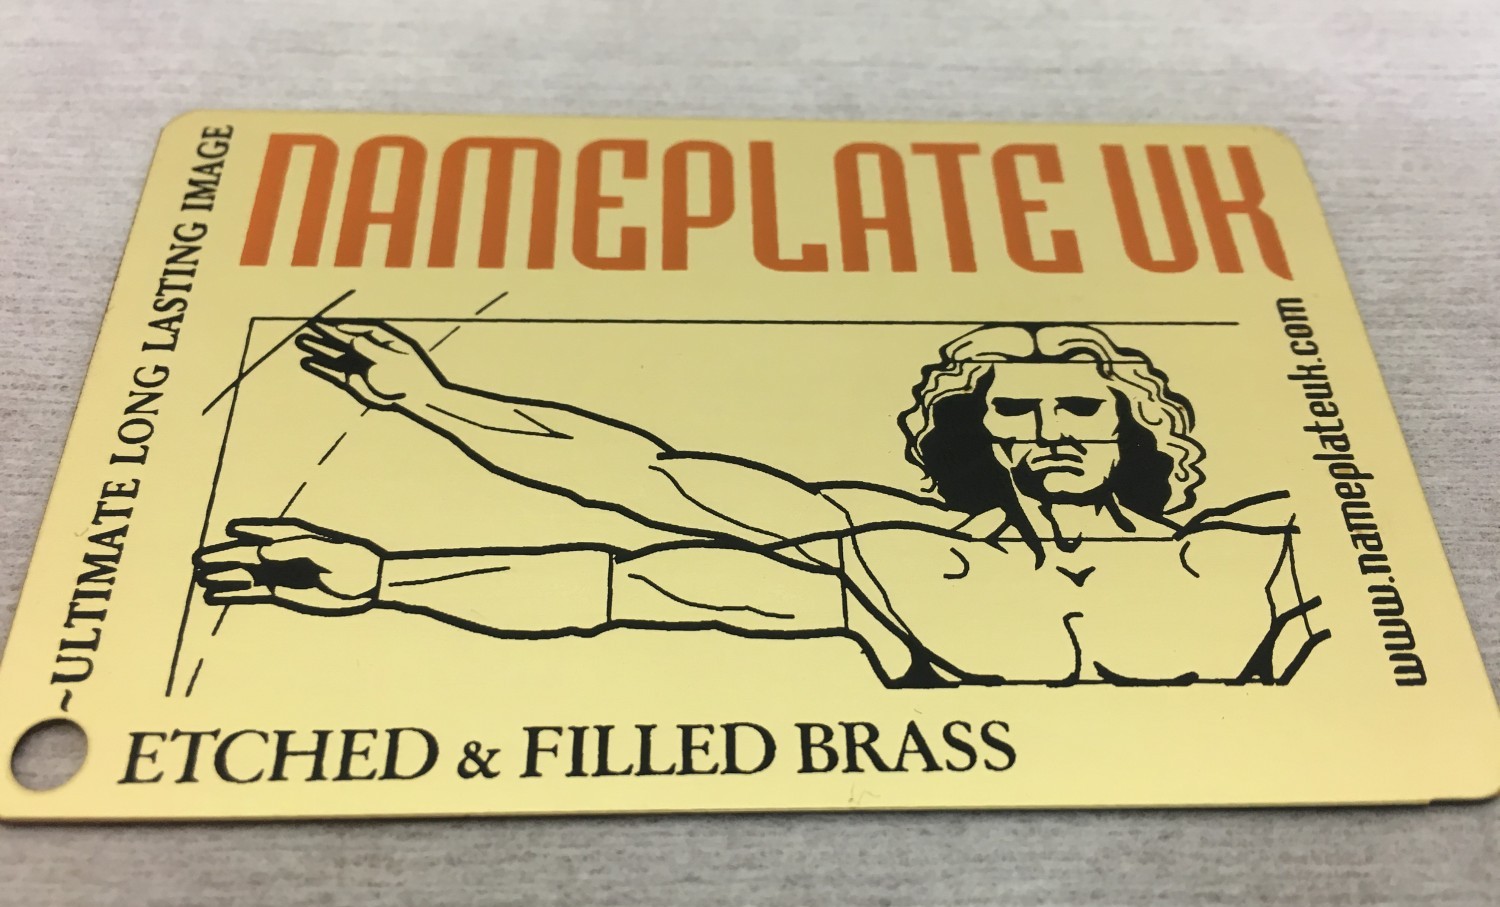 NAMEPLATE UK
~ULTIMATE LONG LASTING IMAGE
www.nameplateuk.com
ETCHED & FILLED BRASS